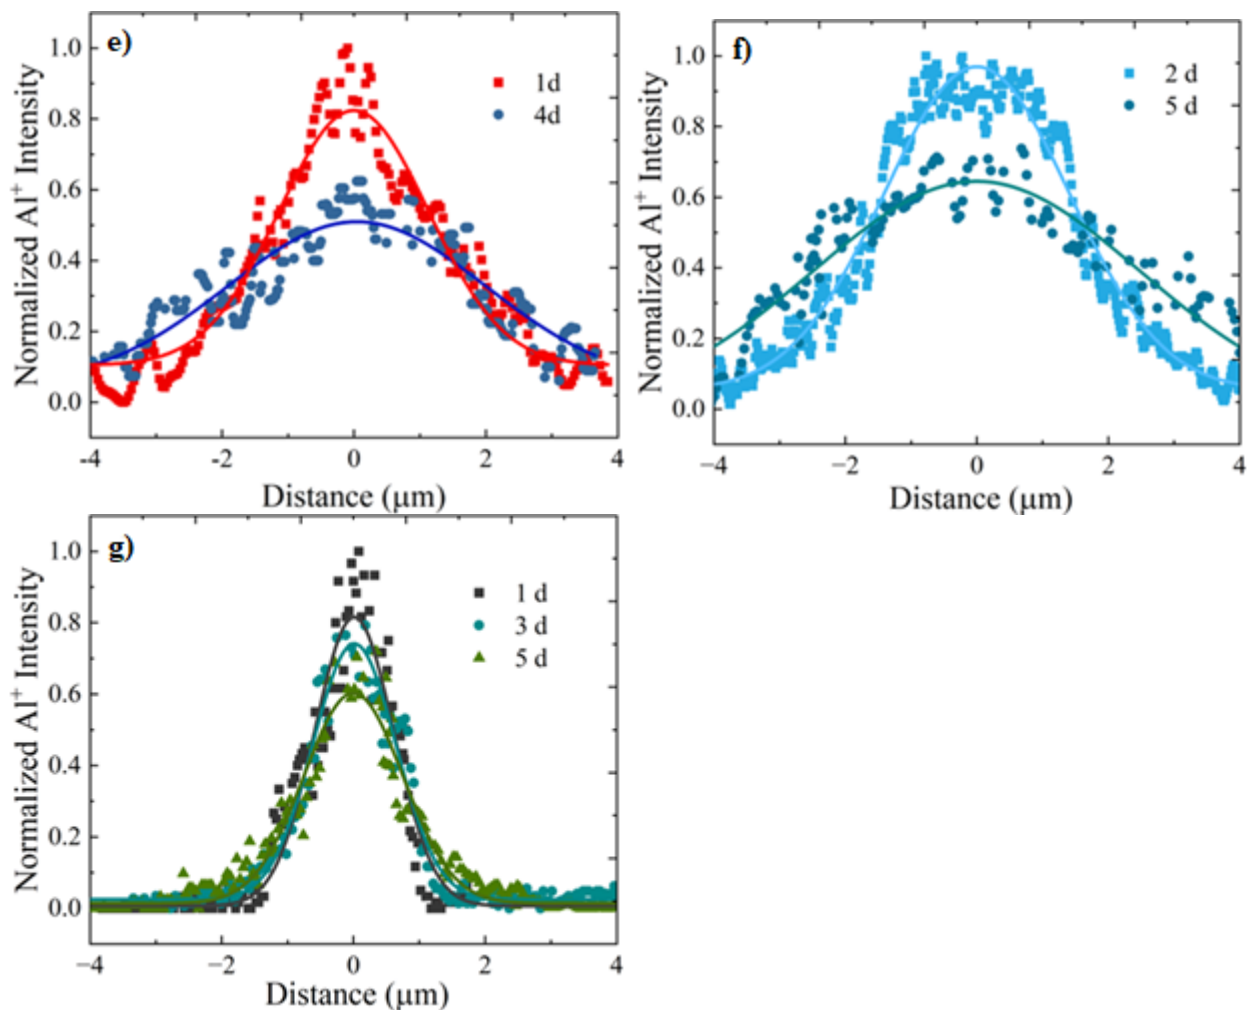 e)
1d
4d
Normalized Al⁺ Intensity
1.0
0.8
0.6
0.4
0.2
0.0
-4 -2 0 2 4
Distance (μm)
f)
2 d
5 d
Normalized Al⁺ Intensity
1.0
0.8
0.6
0.4
0.2
0.0
−4 −2 0 2 4
Distance (μm)
g)
1 d
3 d
5 d
Normalized Al⁺ Intensity
1.0
0.8
0.6
0.4
0.2
0.0
−4 −2 0 2 4
Distance (μm)